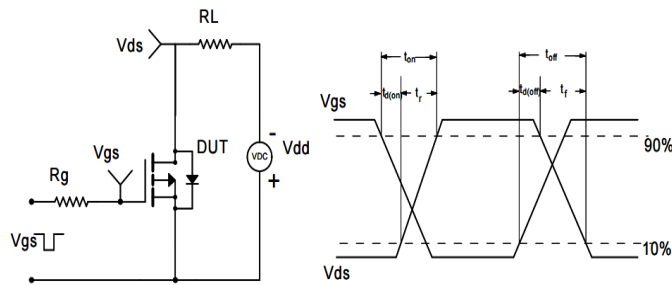 RL
Vds
-
Vgs
DUT
VDC
Vdd
+
Rg
Vgs
ton
toff
td(on)
tr
td(off)
tf
Vgs
90%
10%
Vds